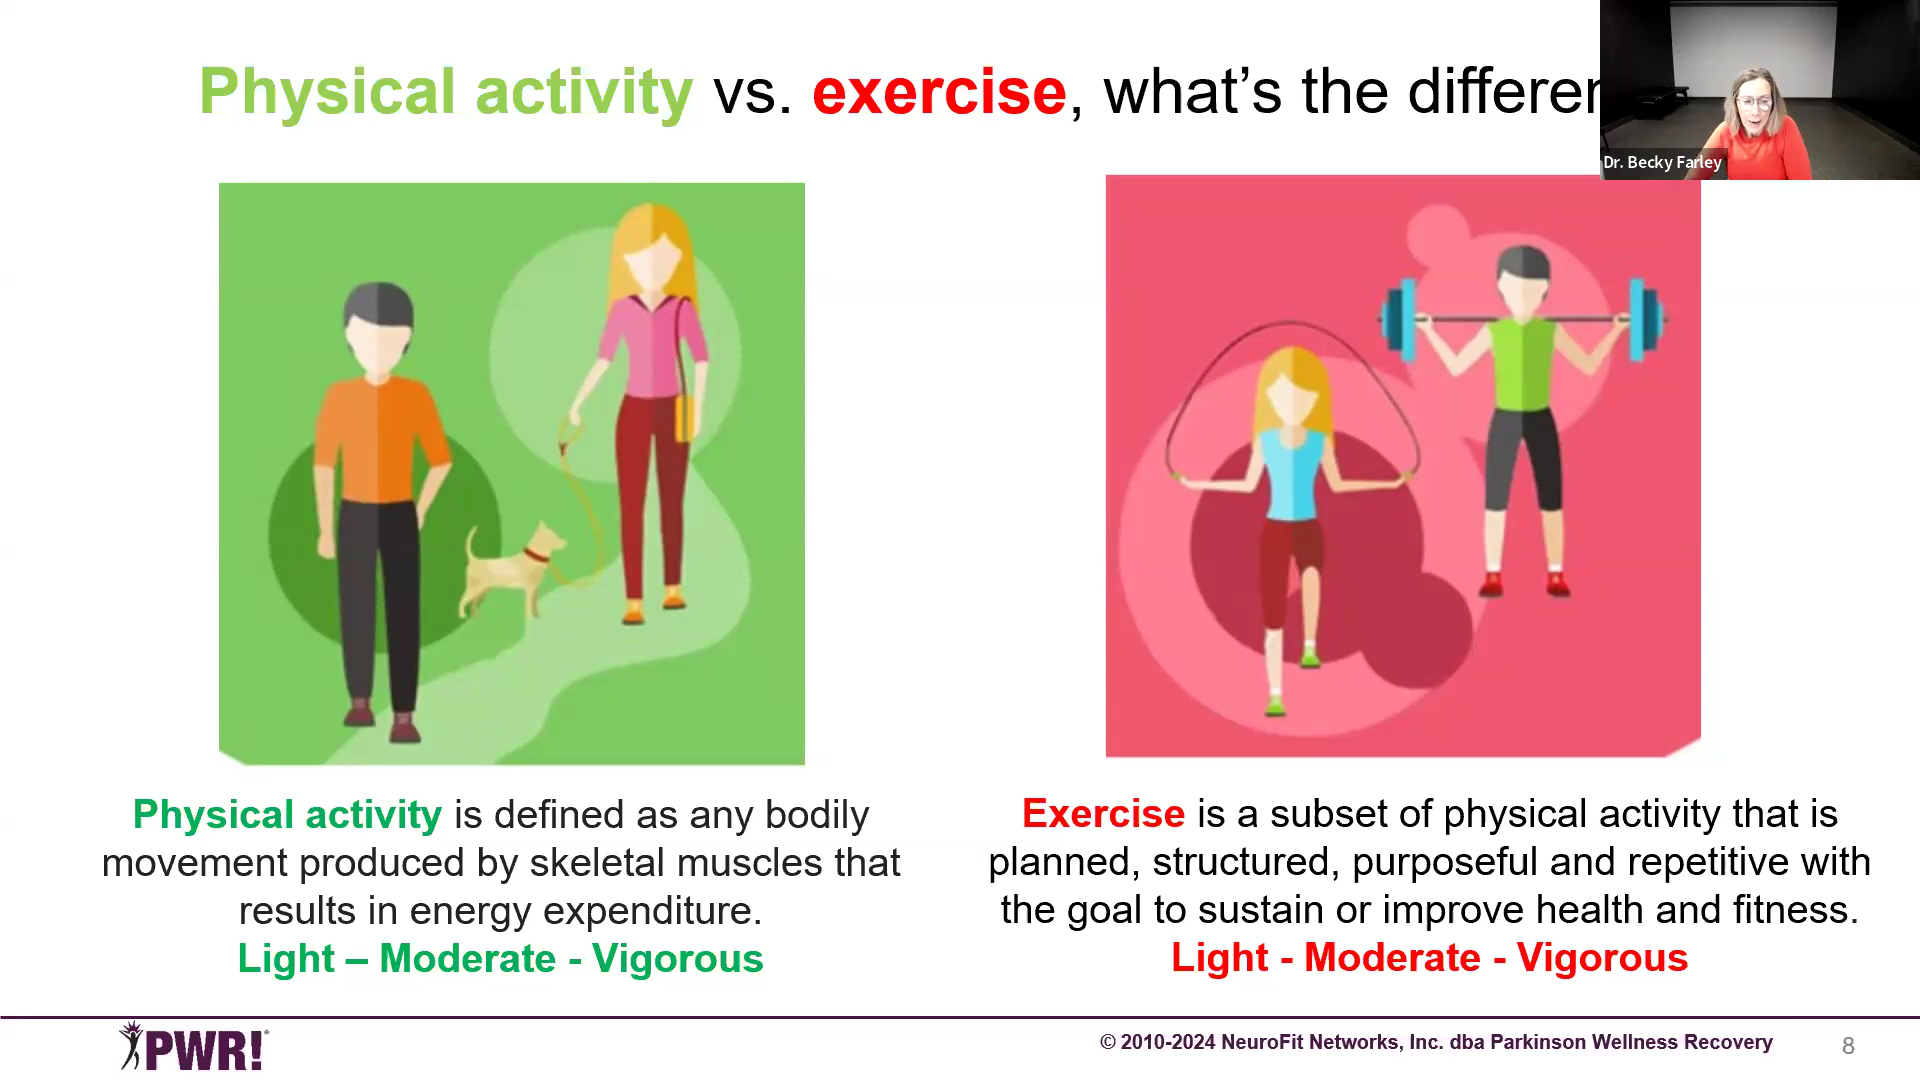 Physical activity vs. exercise, what's the differen
Dr. Becky Farley
Physical activity is defined as any bodily
movement produced by skeletal muscles that
results in energy expenditure.
Light – Moderate - Vigorous
Exercise is a subset of physical activity that is
planned, structured, purposeful and repetitive with
the goal to sustain or improve health and fitness.
Light - Moderate - Vigorous
PWR!®
© 2010-2024 NeuroFit Networks, Inc. dba Parkinson Wellness Recovery
8